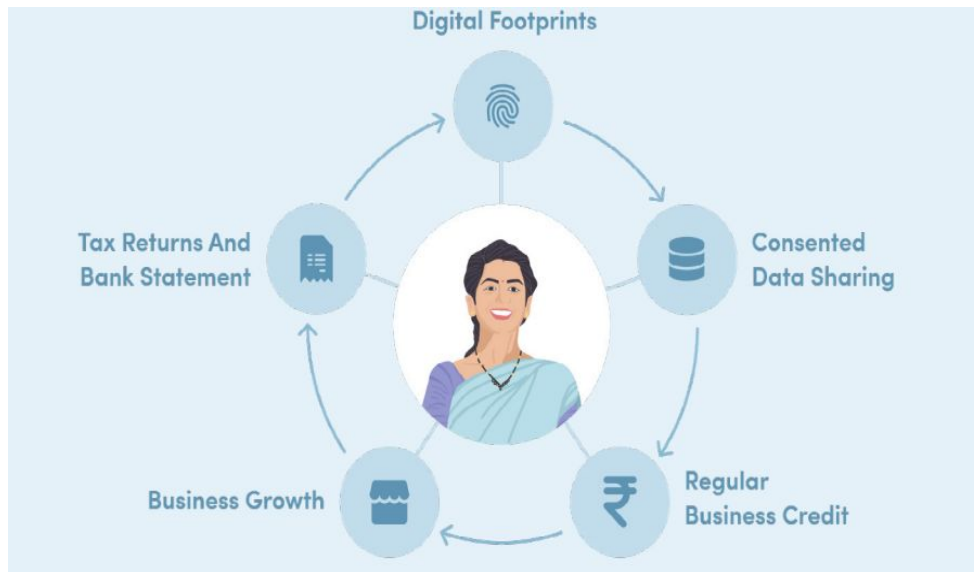 Digital Footprints
Consented
Data Sharing
Regular
Business Credit
Business Growth
Tax Returns And
Bank Statement
₹